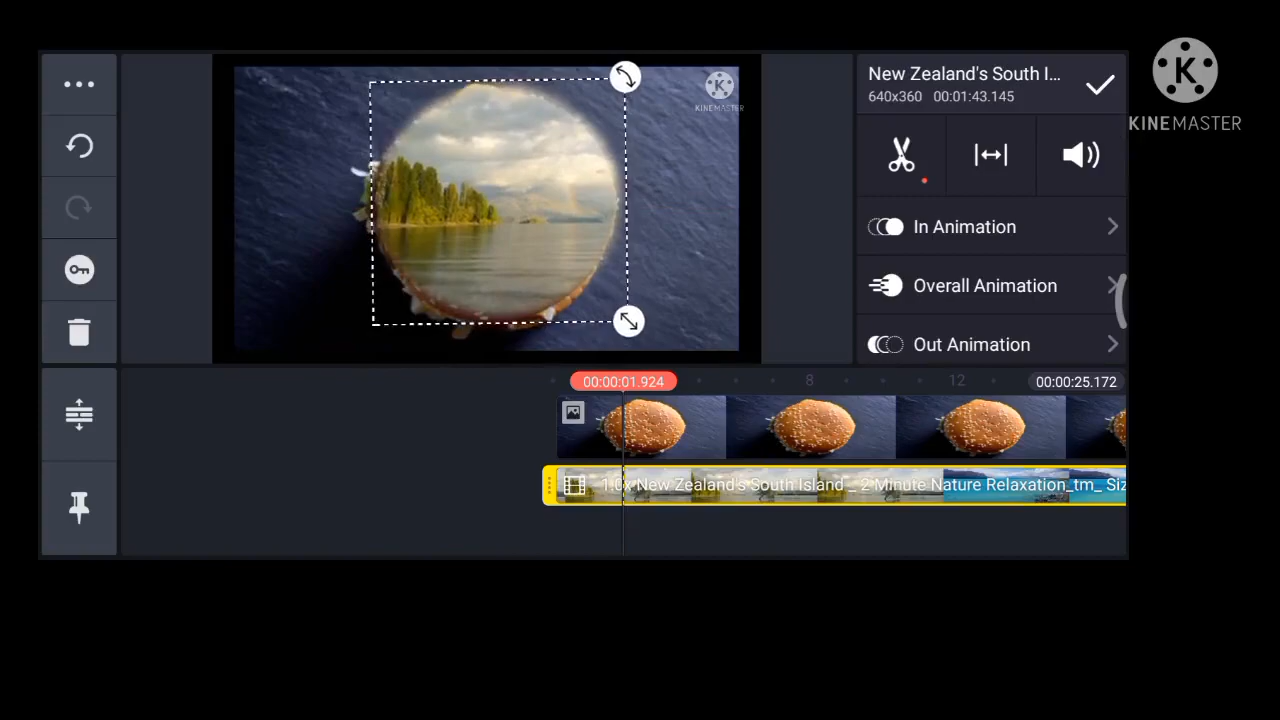 New Zealand's South I...
640x360 00:01:43.145
KINEMASTER
KINEMASTER
In Animation
Overall Animation
Out Animation
00:00:01.924 8 12 00:00:25.172
1.0x New Zealand's South Island _ 2 Minute Nature Relaxation_tm_ Siz